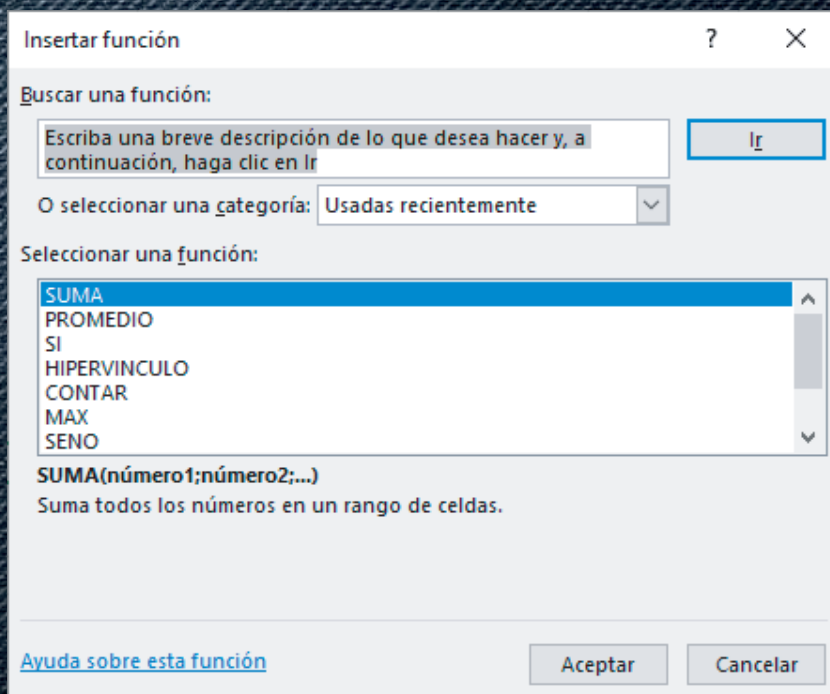 Insertar función
?
Buscar una función:
Escriba una breve descripción de lo que desea hacer y, a
continuación, haga clic en Ir
Ir
O seleccionar una categoría: Usadas recientemente
Seleccionar una función:
SUMA
PROMEDIO
SI
HIPERVINCULO
CONTAR
MAX
SENO
SUMA(número1;número2;...)
Suma todos los números en un rango de celdas.
Ayuda sobre esta función
Aceptar
Cancelar